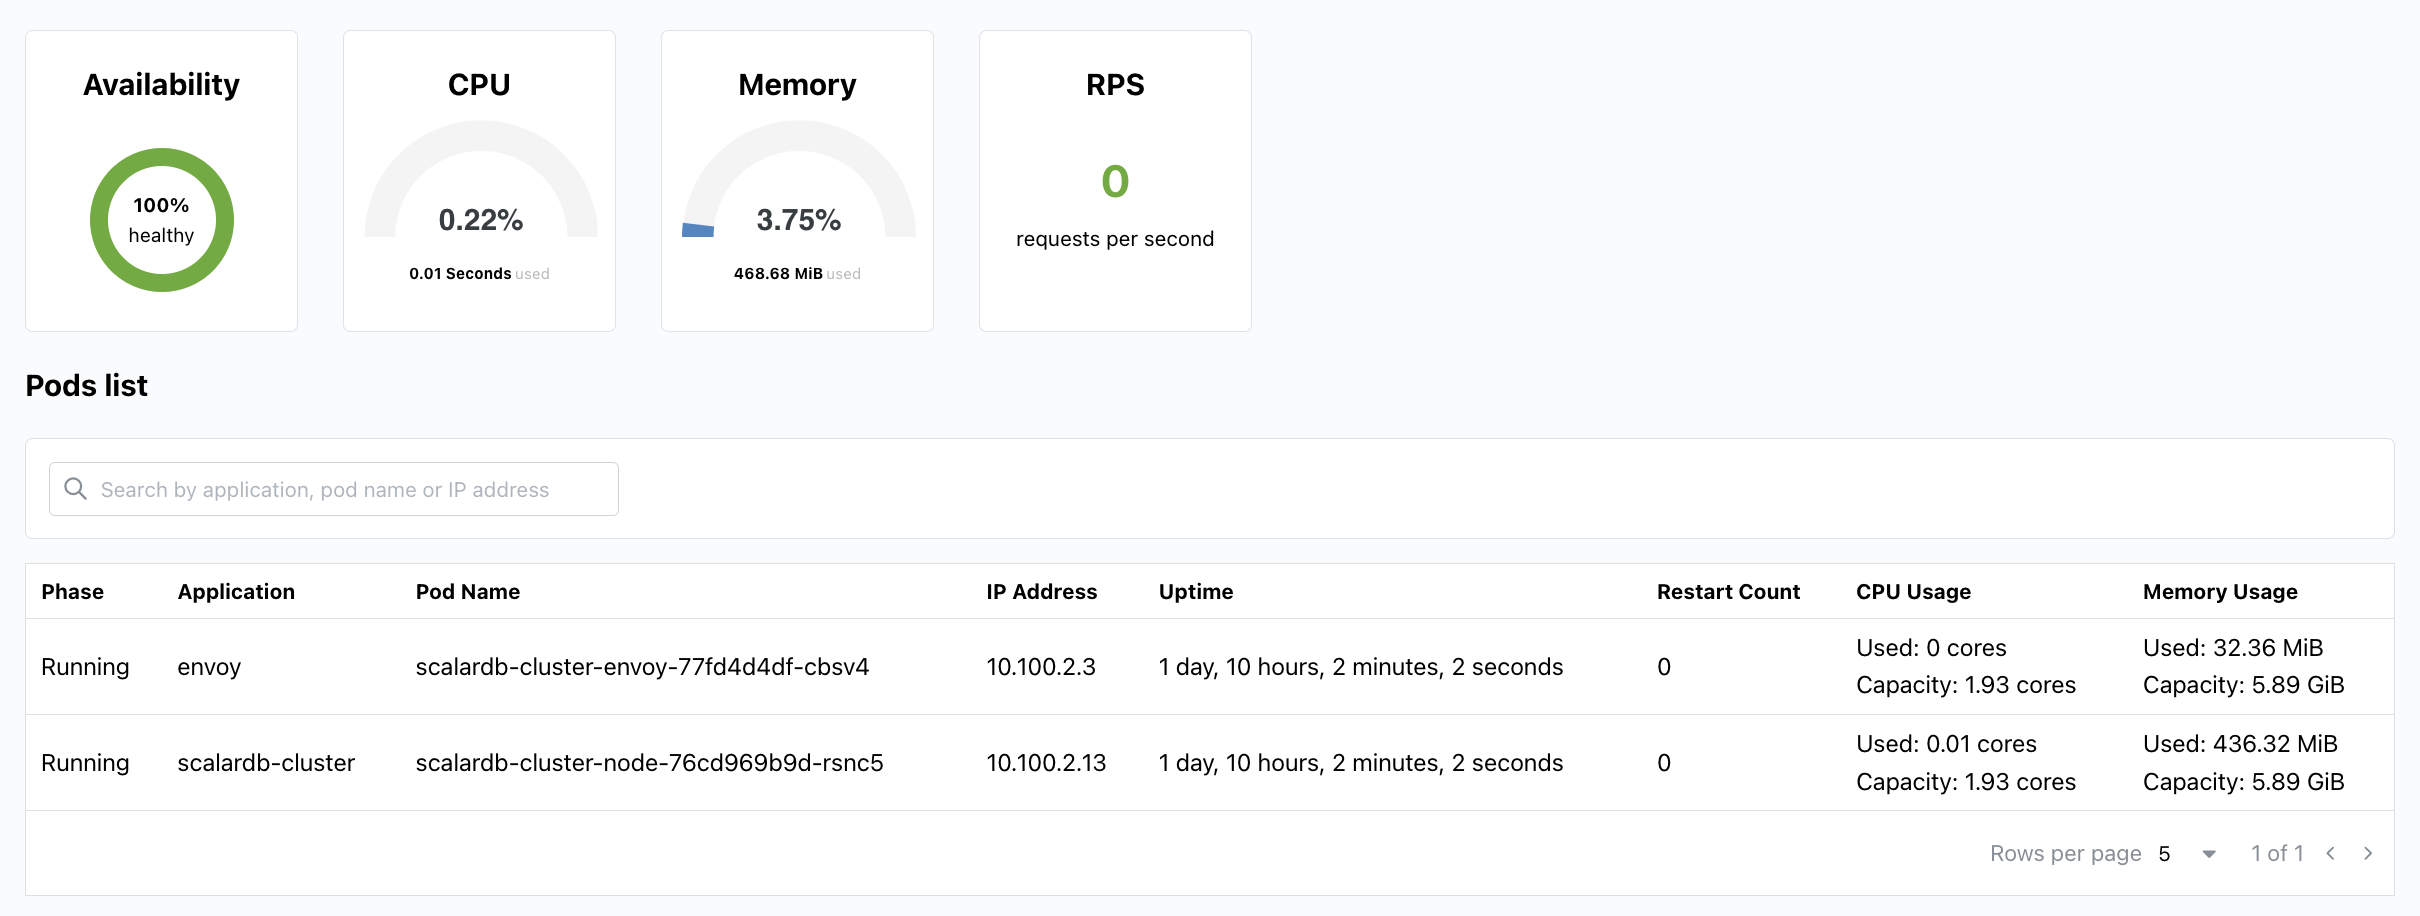 Availability
100%
healthy
CPU
0.22%
0.01 Seconds used
Memory
3.75%
468.68 MiB used
RPS
0
requests per second
Pods list
Search by application, pod name or IP address
Phase Application Pod Name IP Address Uptime Restart Count CPU Usage Memory Usage
Running envoy scalardb-cluster-envoy-77fd4d4df-cbsv4 10.100.2.3 1 day, 10 hours, 2 minutes, 2 seconds 0 Used: 0 cores Used: 32.36 MiB
Capacity: 1.93 cores Capacity: 5.89 GiB
Running scalardb-cluster scalardb-cluster-node-76cd969b9d-rsnc5 10.100.2.13 1 day, 10 hours, 2 minutes, 2 seconds 0 Used: 0.01 cores Used: 436.32 MiB
Capacity: 1.93 cores Capacity: 5.89 GiB
Rows per page 5 1 of 1